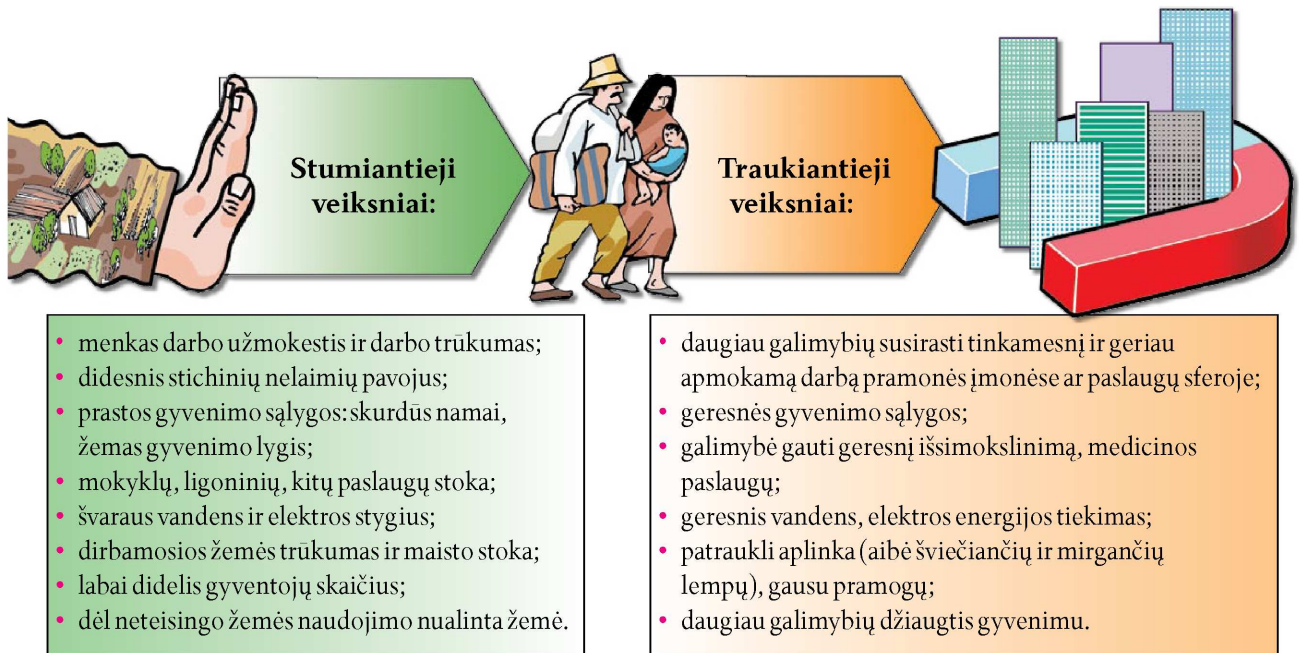 Stumiantieji
veiksniai:
Traukiantieji
veiksniai:
• menkas darbo užmokestis ir darbo trūkumas;
• didesnis stichinių nelaimių pavojus;
• prastos gyvenimo sąlygos: skurdūs namai,
žemas gyvenimo lygis;
• mokyklų, ligoninių, kitų paslaugų stoka;
• švaraus vandens ir elektros stygius;
• dirbamosios žemės trūkumas ir maisto stoka;
• labai didelis gyventojų skaičius;
• dėl neteisingo žemės naudojimo nualinta žemė.
• daugiau galimybių susirasti tinkamesnį ir geriau
apmokamą darbą pramonės įmonėse ar paslaugų sferoje;
• geresnės gyvenimo sąlygos;
• galimybė gauti geresnį išsimokslinimą, medicinos
paslaugų;
• geresnis vandens, elektros energijos tiekimas;
• patraukli aplinka (aibė šviečiančių ir mirgančių
lempų), gausu pramogų;
• daugiau galimybių džiaugtis gyvenimu.